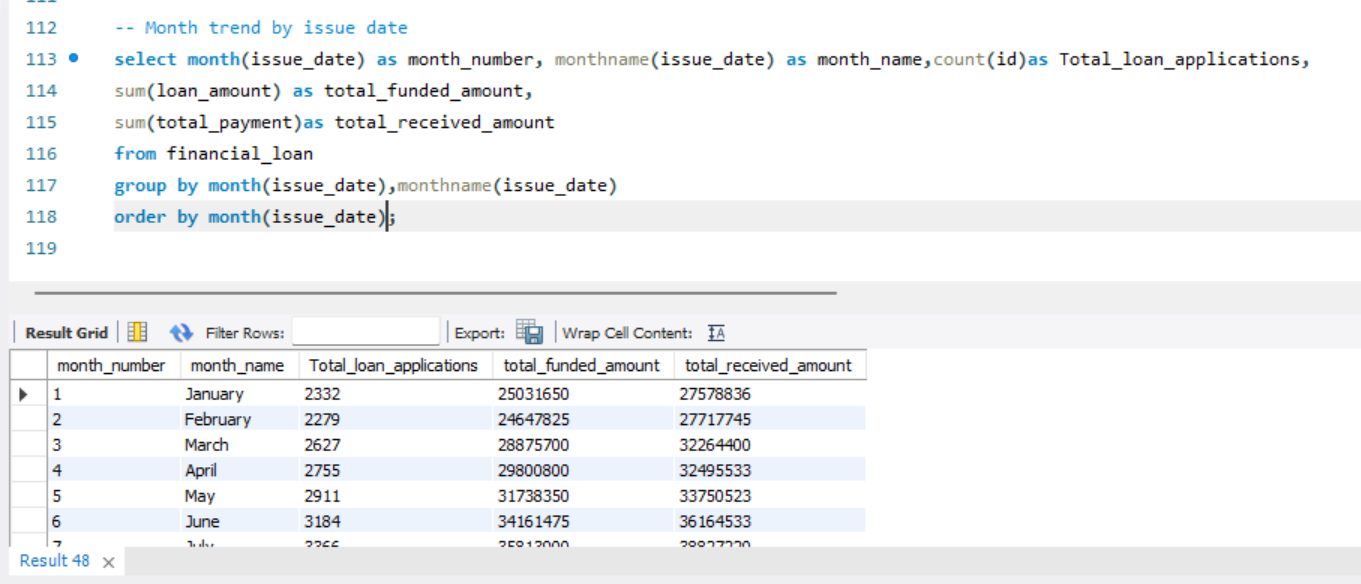 112 -- Month trend by issue date
113 select month(issue_date) as month_number, monthname(issue_date) as month_name,count(id)as Total_loan_applications,
114 sum(loan_amount) as total_funded_amount,
115 sum(total_payment)as total_received_amount
116 from financial_loan
117 group by month(issue_date),monthname(issue_date)
118 order by month(issue_date);
119
Result Grid Filter Rows: Export: Wrap Cell Content:
month_number month_name Total_loan_applications total_funded_amount total_received_amount
1 January 2332 25031650 27578836
2 February 2279 24647825 27717745
3 March 2627 28875700 32264400
4 April 2755 29800800 32495533
5 May 2911 31738350 33750523
6 June 3184 34161475 36164533
7 July
Result 48